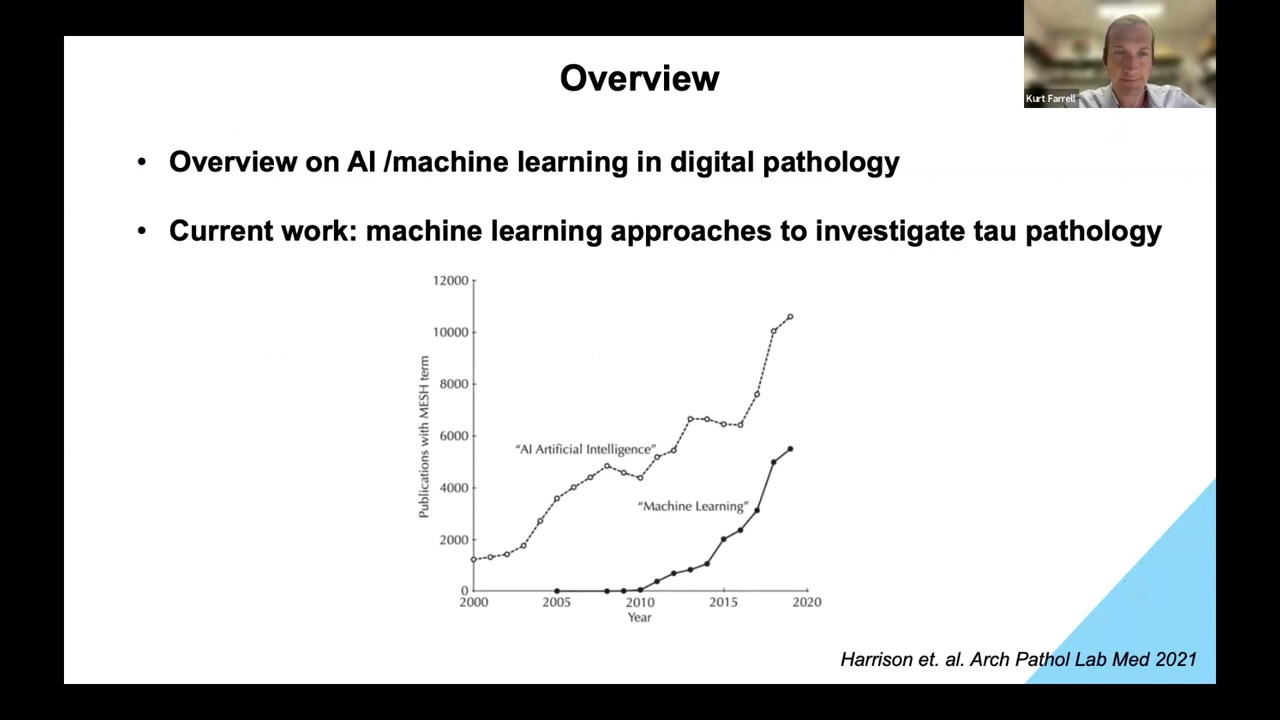 Overview
Kurt Farrell
• Overview on AI /machine learning in digital pathology
• Current work: machine learning approaches to investigate tau pathology
12000
10000
8000
6000
4000
2000
0
Publications with MESH term
"AI Artificial Intelligence"
"Machine Learning"
2000 2005 2010 2015 2020
Year
Harrison et. al. Arch Pathol Lab Med 2021